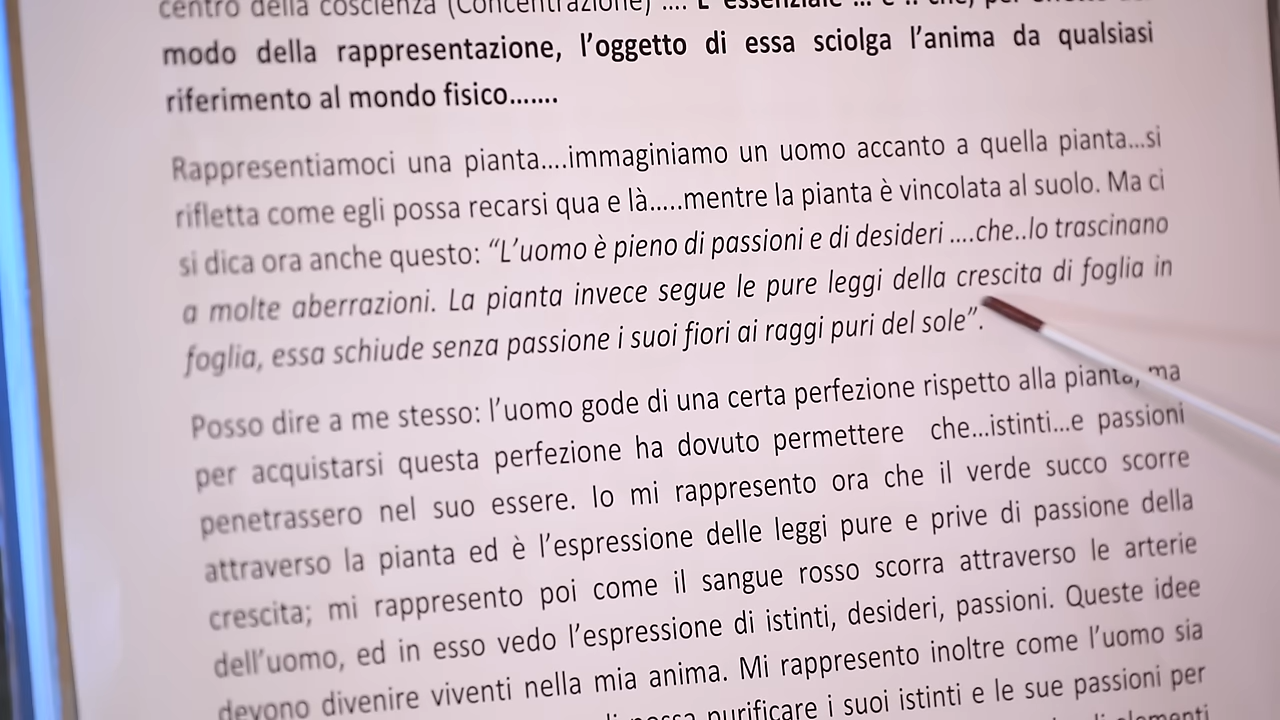 centro della coscienza (Concentrazione) .... L'essenziale ... è .. che, per
modo della rappresentazione, l'oggetto di essa sciolga l'anima da qualsiasi
riferimento al mondo fisico.......
Rappresentiamoci una pianta....immaginiamo un uomo accanto a quella pianta...si
rifletta come egli possa recarsi qua e là.....mentre la pianta è vincolata al suolo. Ma ci
si dica ora anche questo: “L'uomo è pieno di passioni e di desideri ....che..lo trascinano
a molte aberrazioni. La pianta invece segue le pure leggi della crescita di foglia in
foglia, essa schiude senza passione i suoi fiori ai raggi puri del sole”.
Posso dire a me stesso: l'uomo gode di una certa perfezione rispetto alla pianta, ma
per acquistarsi questa perfezione ha dovuto permettere che...istinti...e passioni
penetrassero nel suo essere. Io mi rappresento ora che il verde succo scorre
attraverso la pianta ed è l'espressione delle leggi pure e prive di passione della
crescita; mi rappresento poi come il sangue rosso scorra attraverso le arterie
dell'uomo, ed in esso vedo l'espressione di istinti, desideri, passioni. Queste idee
devono divenire viventi nella mia anima. Mi rappresento inoltre come l'uomo sia
possa purificare i suoi istinti e le sue passioni per
elementi